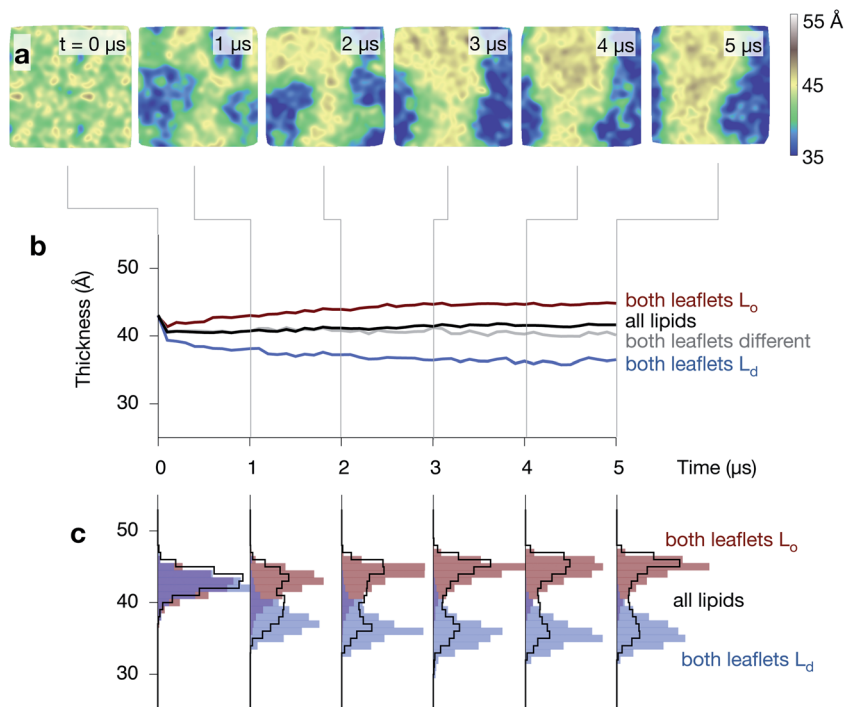 a
t = 0 μs
1 μs
2 μs
3 μs
4 μs
5 μs
55 Å
45
35
b
Thickness (Å)
50
40
30
both leaflets Lo
all lipids
both leaflets different
both leaflets Ld
0
1
2
3
4
5
Time (μs)
c
50
40
30
both leaflets Lo
all lipids
both leaflets Ld